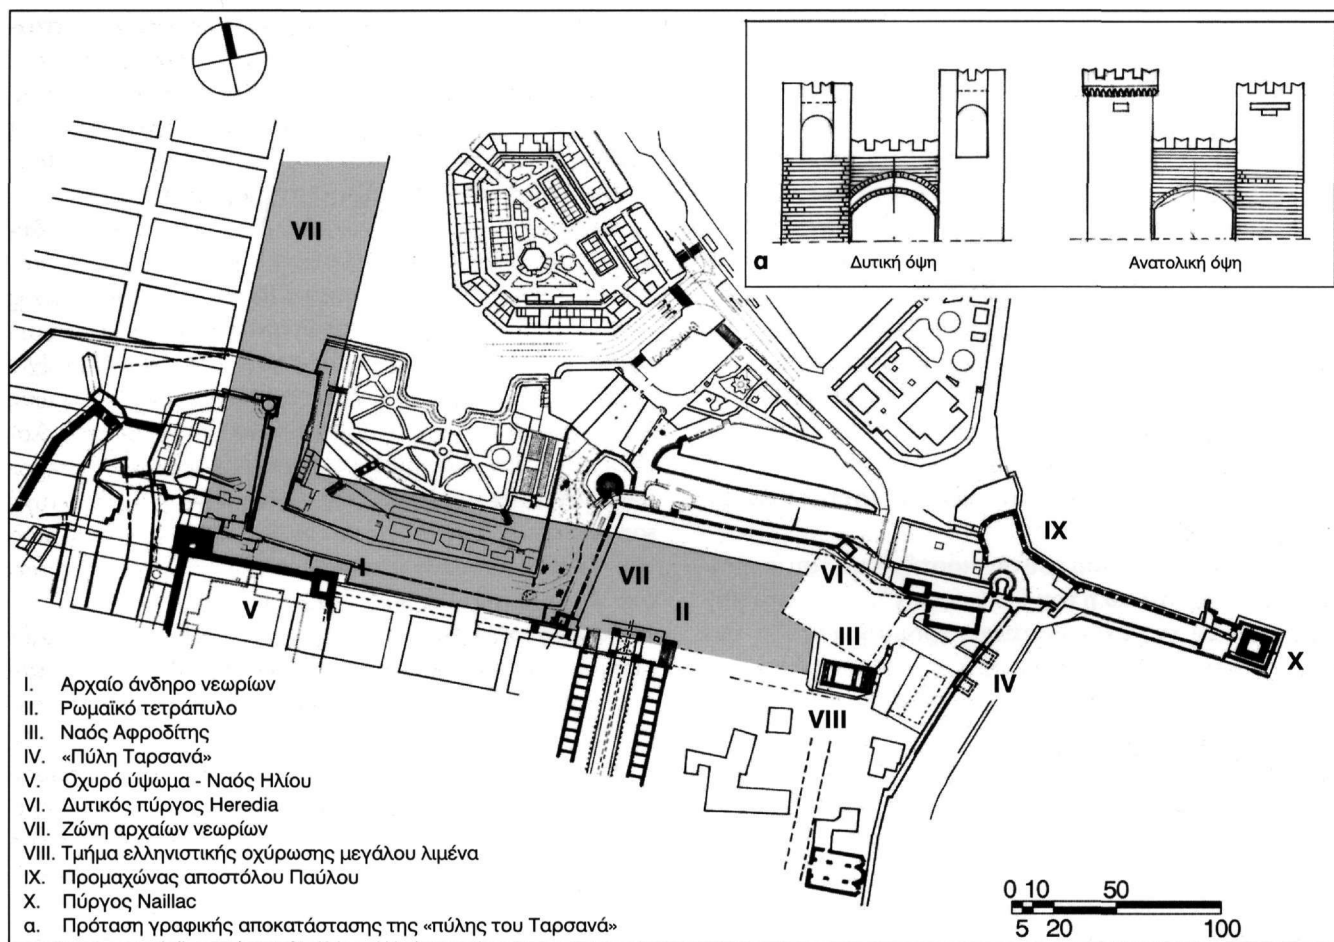 α
Δυτική όψη
Ανατολική όψη
VII
IX
VII
VI
II
III
V
IV
X
VIII
I
I. Αρχαίο άνδηρο νεωρίων
II. Ρωμαϊκό τετράπυλο
III. Ναός Αφροδίτης
IV. «Πύλη Ταρσανά»
V. Οχυρό ύψωμα - Ναός Ηλίου
VI. Δυτικός πύργος Heredia
VII. Ζώνη αρχαίων νεωρίων
VIII. Τμήμα ελληνιστικής οχύρωσης μεγάλου λιμένα
IX. Προμαχώνας αποστόλου Παύλου
X. Πύργος Naillac
α. Πρόταση γραφικής αποκατάστασης της «πύλης του Ταρσανά»
0 10 50
5 20 100